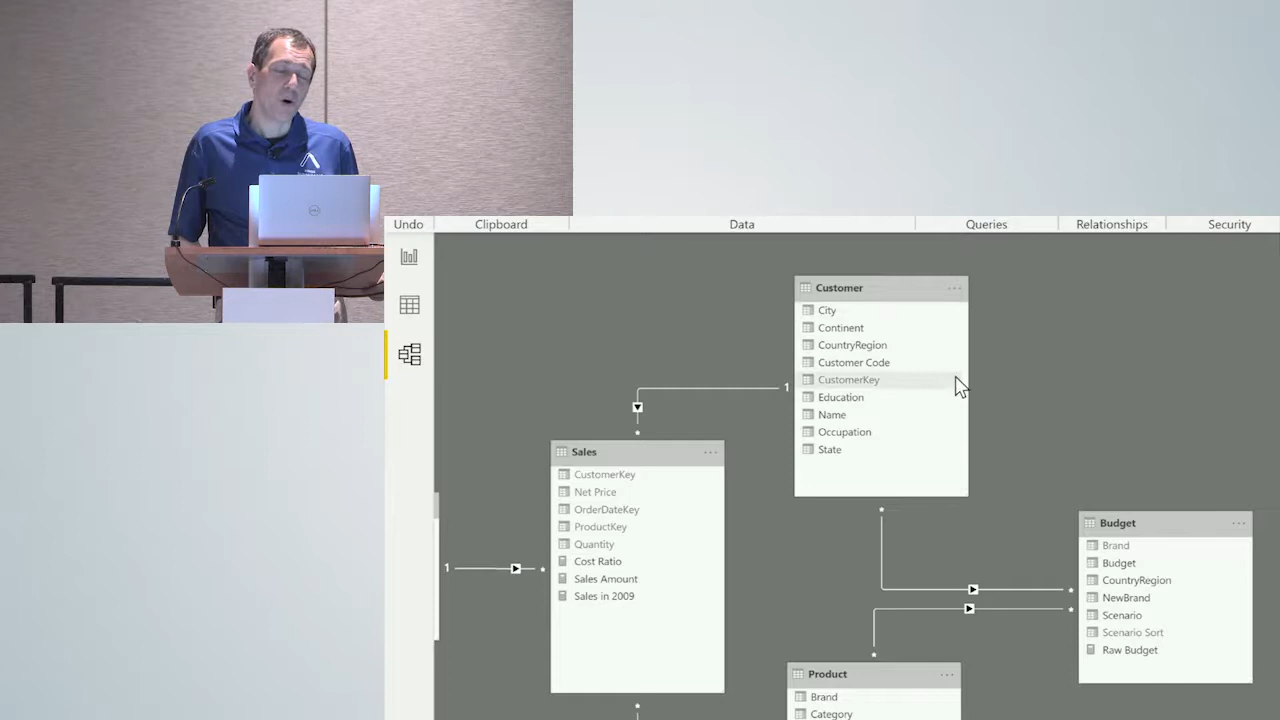 Undo
Clipboard
Data
Queries
Relationships
Security
Customer
City
Continent
CountryRegion
Customer Code
CustomerKey
Education
Name
Occupation
State
1
*
Sales
CustomerKey
Net Price
OrderDateKey
ProductKey
Quantity
Cost Ratio
Sales Amount
Sales in 2009
1
*
*
*
*
*
*
Budget
Brand
Budget
CountryRegion
NewBrand
Scenario
Scenario Sort
Raw Budget
Product
Brand
Category